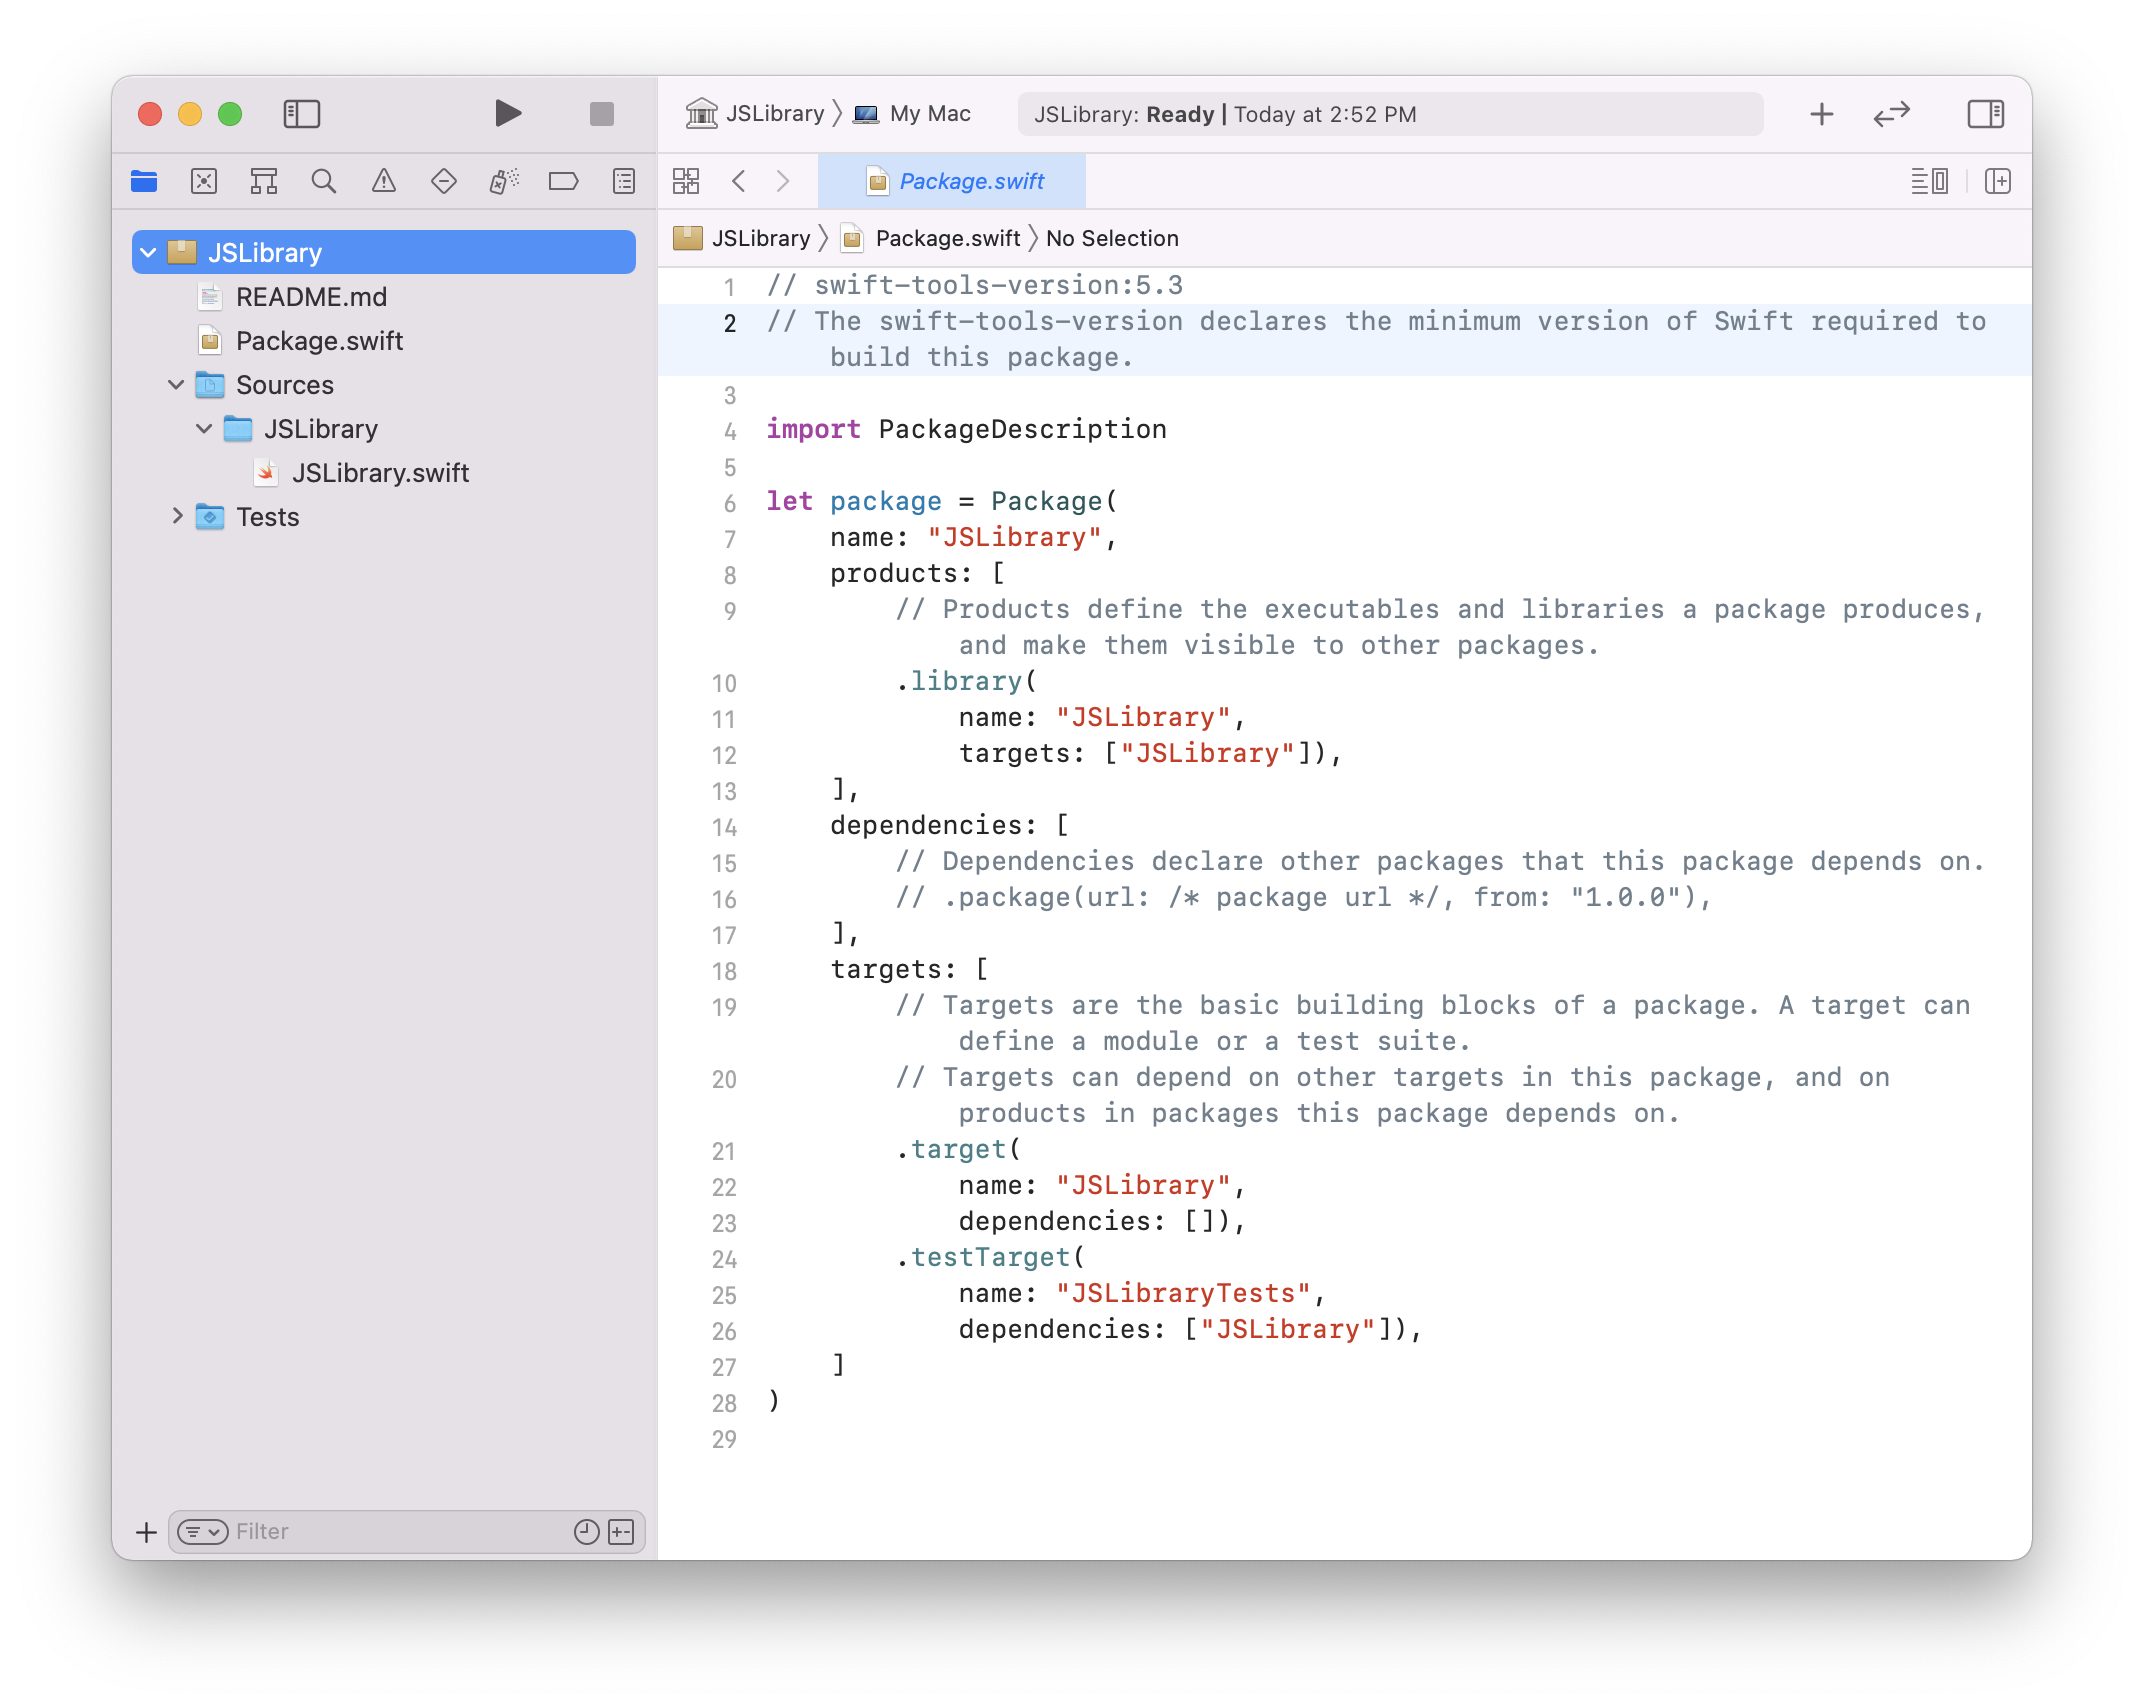 JSLibrary 〉 My Mac
JSLibrary: Ready | Today at 2:52 PM
Package.swift
JSLibrary 〉 Package.swift 〉 No Selection
JSLibrary
README.md
Package.swift
Sources
JSLibrary
JSLibrary.swift
Tests
Filter
1 // swift-tools-version:5.3
2 // The swift-tools-version declares the minimum version of Swift required to
build this package.
3
4 import PackageDescription
5
6 let package = Package(
7     name: "JSLibrary",
8     products: [
9         // Products define the executables and libraries a package produces,
and make them visible to other packages.
10         .library(
11             name: "JSLibrary",
12             targets: ["JSLibrary"]),
13     ],
14     dependencies: [
15         // Dependencies declare other packages that this package depends on.
16         // .package(url: /* package url */, from: "1.0.0"),
17     ],
18     targets: [
19         // Targets are the basic building blocks of a package. A target can
define a module or a test suite.
20         // Targets can depend on other targets in this package, and on
products in packages this package depends on.
21         .target(
22             name: "JSLibrary",
23             dependencies: []),
24         .testTarget(
25             name: "JSLibraryTests",
26             dependencies: ["JSLibrary"]),
27     ]
28 )
29